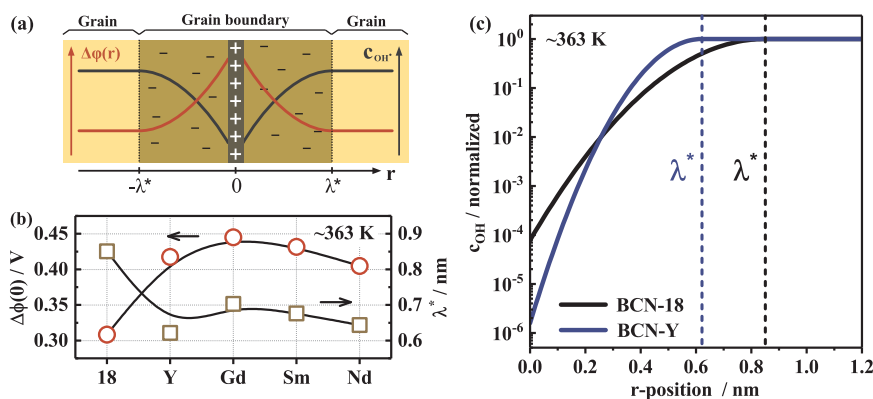 (a)
Grain
Grain boundary
Grain
Δφ(r)
c_OH•
+
+
+
+
+
+
+
-λ*
0
λ*
r
(b)
~363 K
Δϕ(0) / V
0.45
0.40
0.35
0.30
λ* / nm
0.9
0.8
0.7
0.6
18 Y Gd Sm Nd
(c)
~363 K
c_OH / normalized
10⁰
10⁻¹
10⁻²
10⁻³
10⁻⁴
10⁻⁵
10⁻⁶
λ* λ*
BCN-18
BCN-Y
0.0 0.2 0.4 0.6 0.8 1.0 1.2
r-position / nm